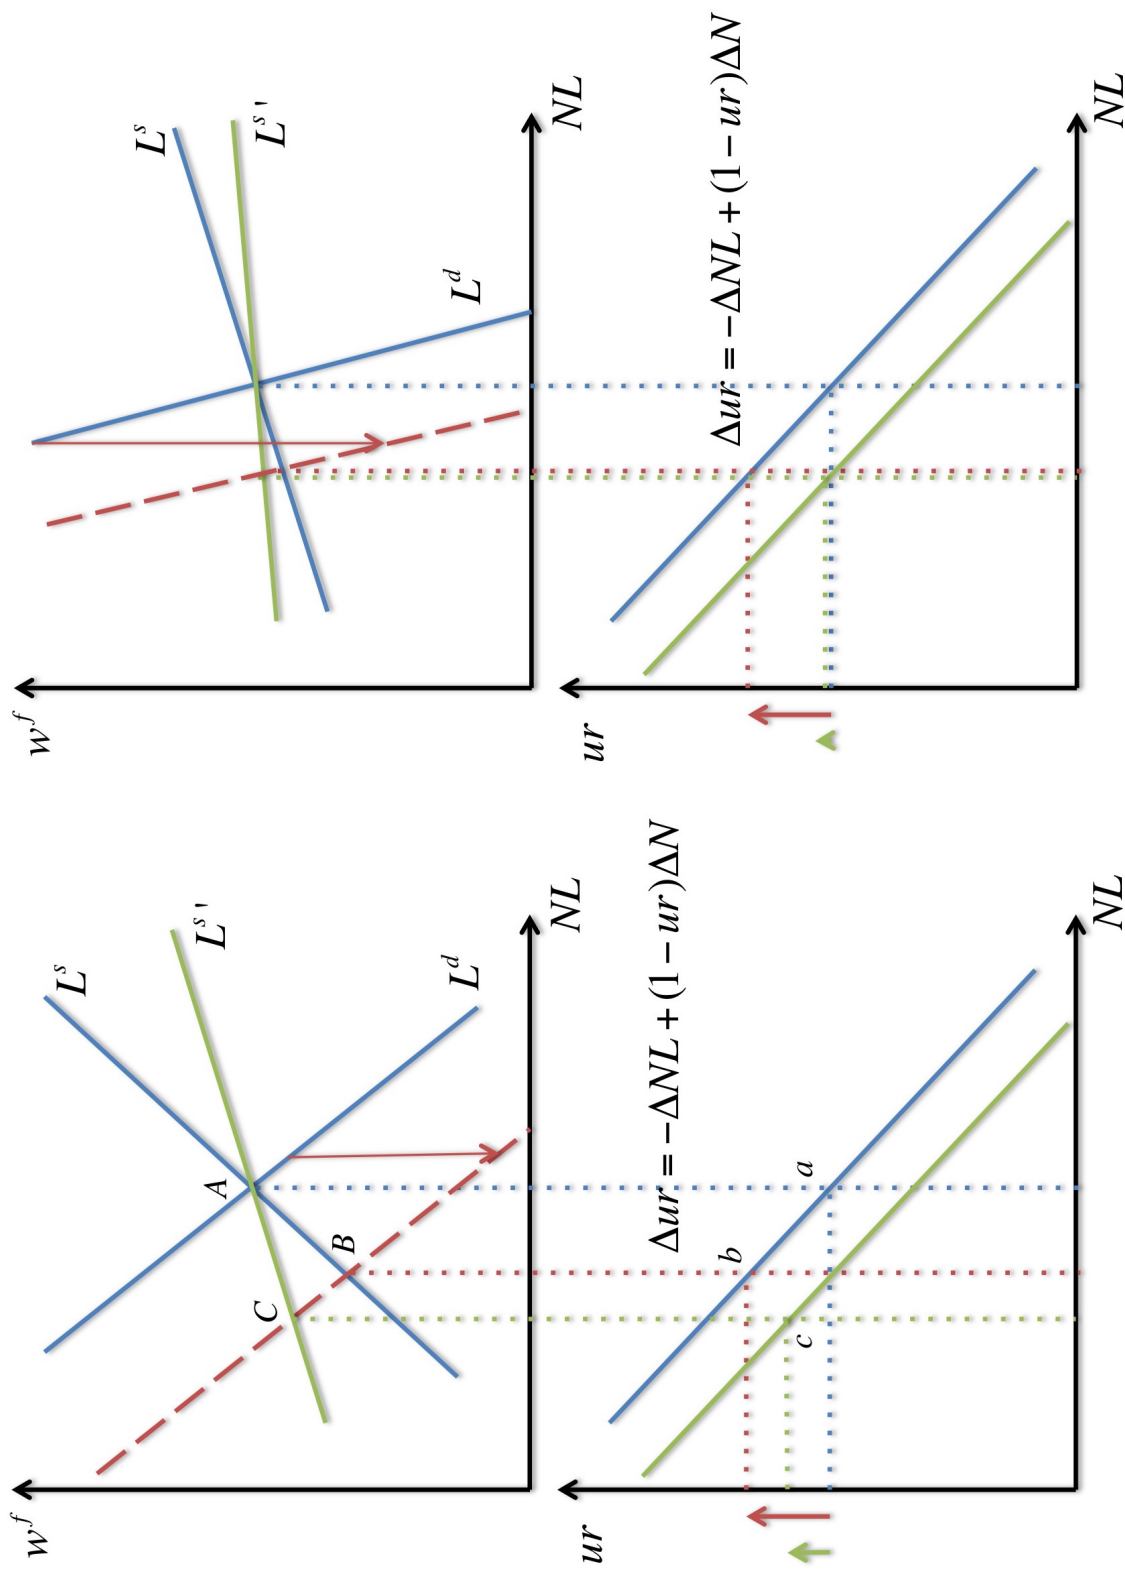 w^f
L^s
L^s'
A
C
B
L^d
NL
ur
Δur = −ΔNL + (1 − ur)ΔN
b
a
c
NL
w^f
L^s
L^s'
L^d
NL
ur
Δur = −ΔNL + (1 − ur)ΔN
NL